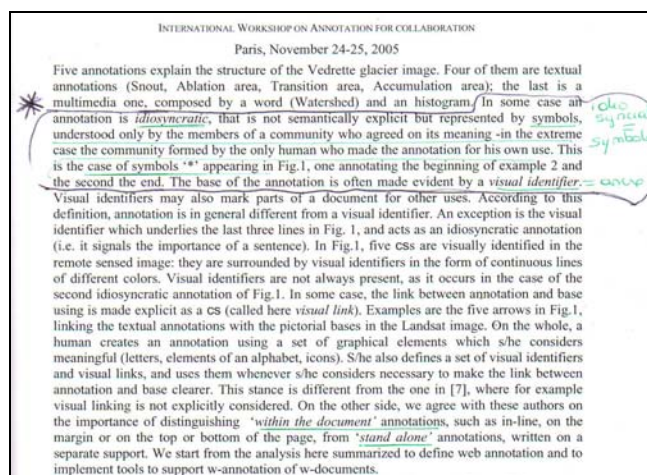 INTERNATIONAL WORKSHOP ON ANNOTATION FOR COLLABORATION
Paris, November 24-25, 2005
Five annotations explain the structure of the Vedrette glacier image. Four of them are textual
annotations (Snout, Ablation area, Transition area, Accumulation area); the last is a
multimedia one, composed by a word (Watershed) and an histogram. In some case an
annotation is idiosyncratic, that is not semantically explicit but represented by symbols,
understood only by the members of a community who agreed on its meaning -in the extreme
case the community formed by the only human who made the annotation for his own use. This
is the case of symbols '*' appearing in Fig.1, one annotating the beginning of example 2 and
the second the end. The base of the annotation is often made evident by a visual identifier.
Visual identifiers may also mark parts of a document for other uses. According to this
definition, annotation is in general different from a visual identifier. An exception is the visual
identifier which underlies the last three lines in Fig. 1, and acts as an idiosyncratic annotation
(i.e. it signals the importance of a sentence). In Fig.1, five css are visually identified in the
remote sensed image: they are surrounded by visual identifiers in the form of continuous lines
of different colors. Visual identifiers are not always present, as it occurs in the case of the
second idiosyncratic annotation of Fig.1. In some case, the link between annotation and base
using is made explicit as a cs (called here visual link). Examples are the five arrows in Fig.1,
linking the textual annotations with the pictorial bases in the Landsat image. On the whole, a
human creates an annotation using a set of graphical elements which s/he considers
meaningful (letters, elements of an alphabet, icons). S/he also defines a set of visual identifiers
and visual links, and uses them whenever s/he considers necessary to make the link between
annotation and base clearer. This stance is different from the one in [7], where for example
visual linking is not explicitly considered. On the other side, we agree with these authors on
the importance of distinguishing 'within the document' annotations, such as in-line, on the
margin or on the top or bottom of the page, from 'stand alone' annotations, written on a
separate support. We start from the analysis here summarized to define web annotation and to
implement tools to support w-annotation of w-documents.
=
symbols
=